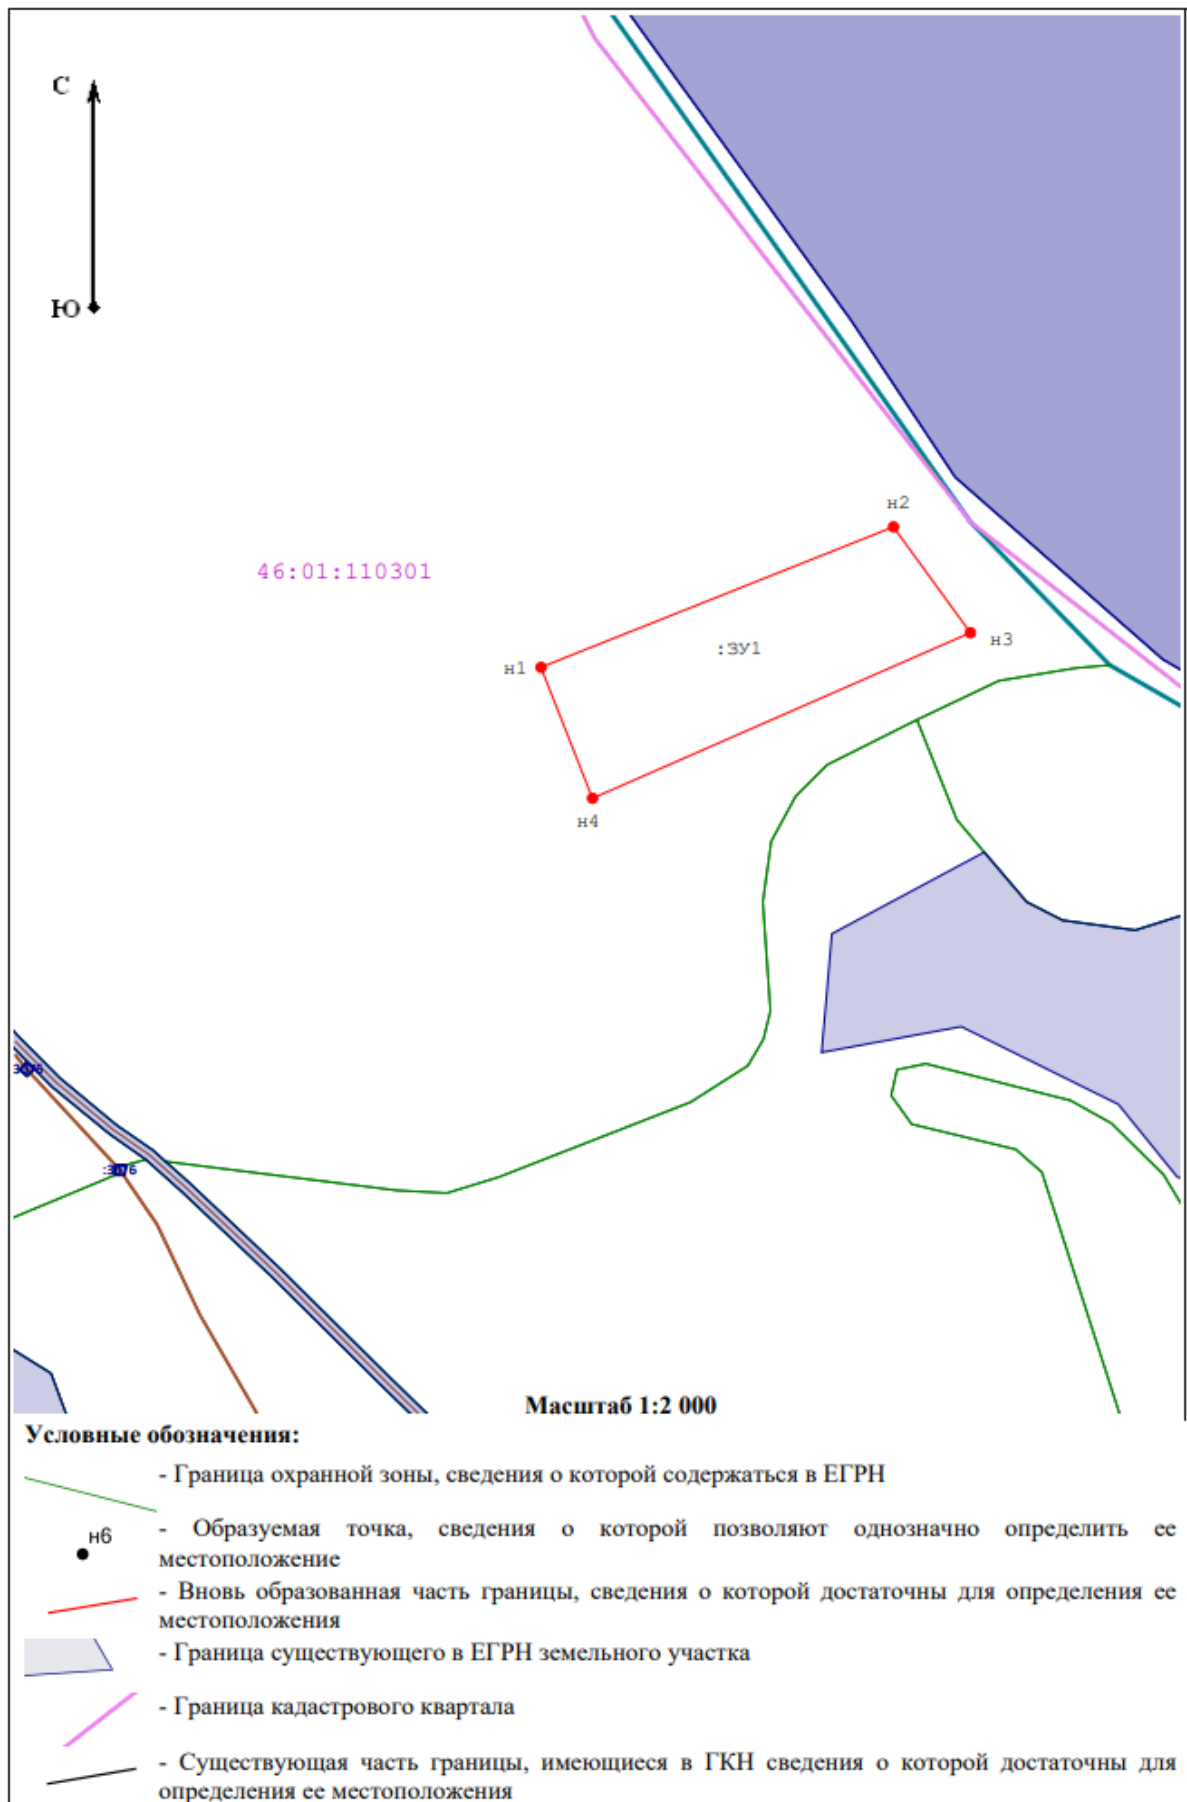 С
Ю
н2
46:01:110301
:ЗУ1
н3
н1
н4
Масштаб 1:2 000
Условные обозначения:
- Граница охранной зоны, сведения о которой содержаться в ЕГРН
н6
- Образуемая точка, сведения о которой позволяют однозначно определить ее
местоположение
- Вновь образованная часть границы, сведения о которой достаточны для определения ее
местоположения
- Граница существующего в ЕГРН земельного участка
- Граница кадастрового квартала
- Существующая часть границы, имеющиеся в ГКН сведения о которой достаточны для
определения ее местоположения